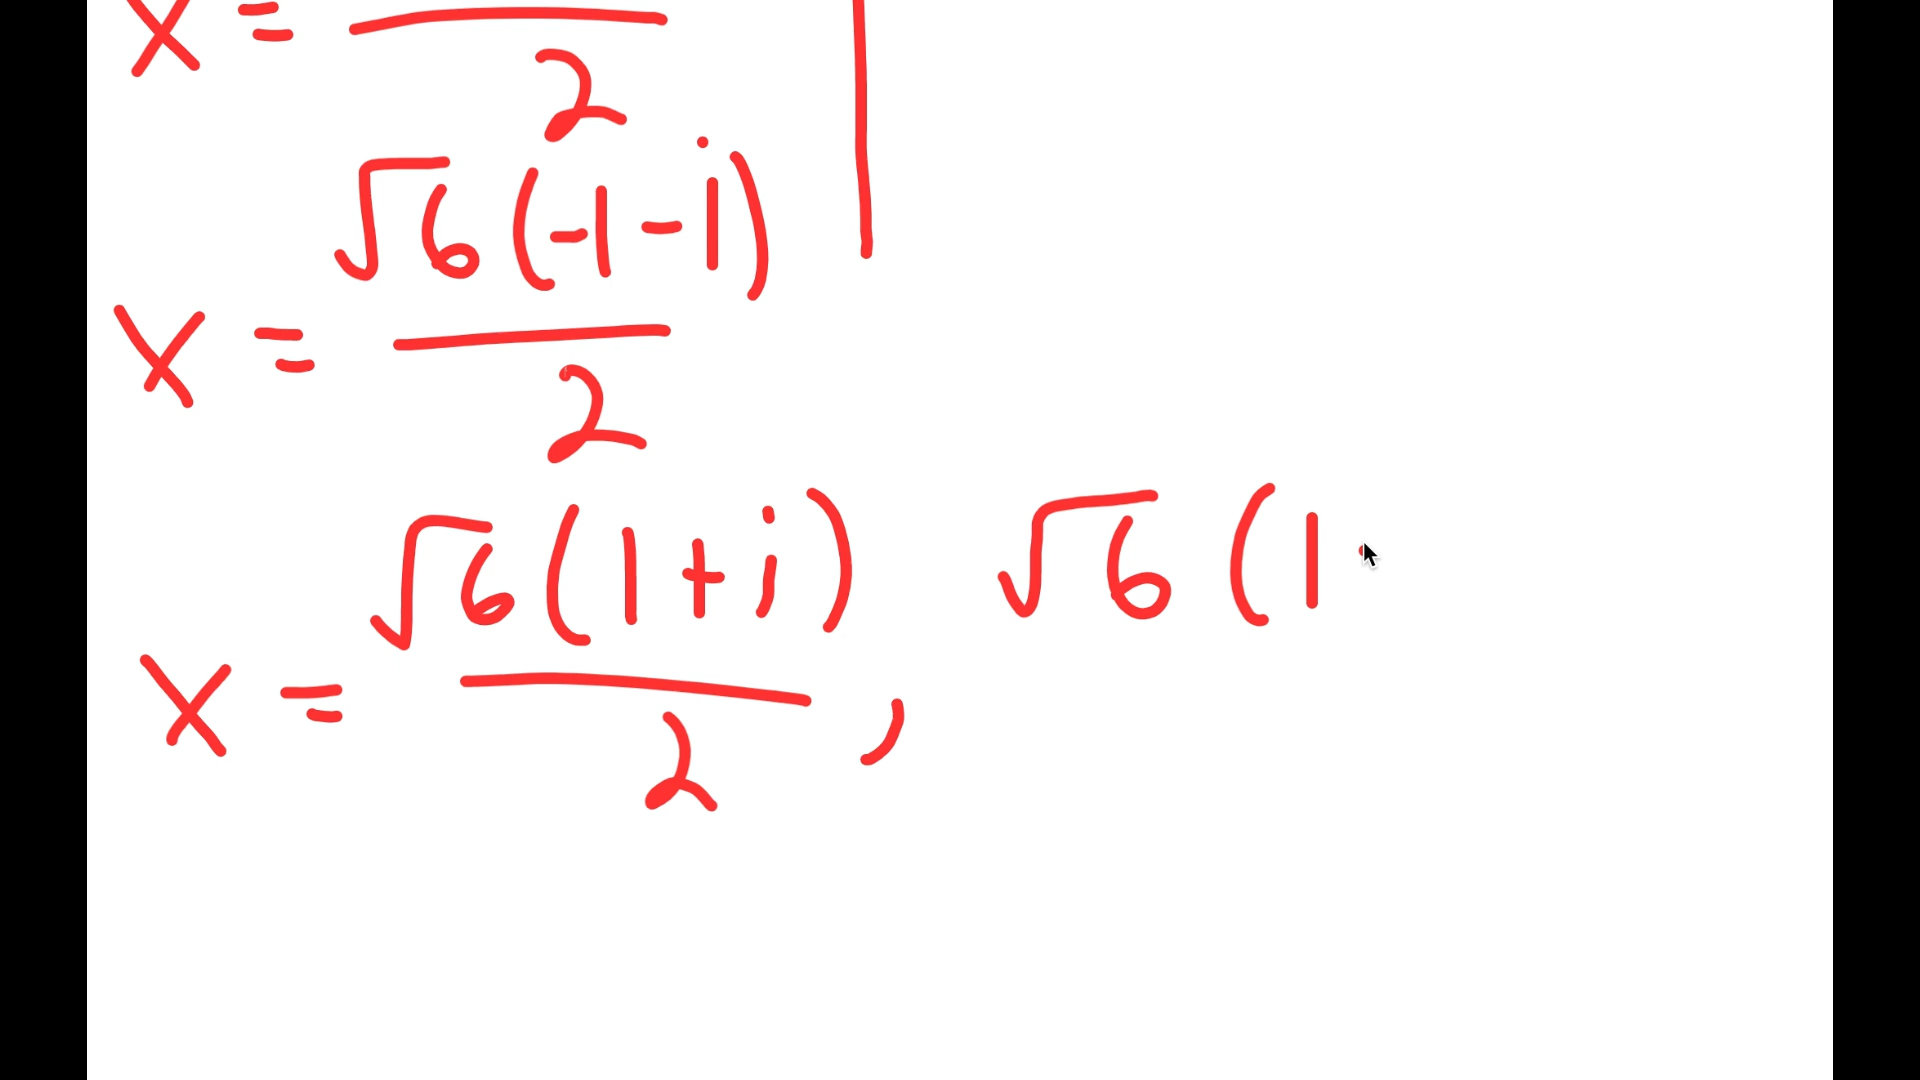 x = ─── / 2
x = √6(-1-i) / 2
x = √6(1+i) / 2 , √6(1